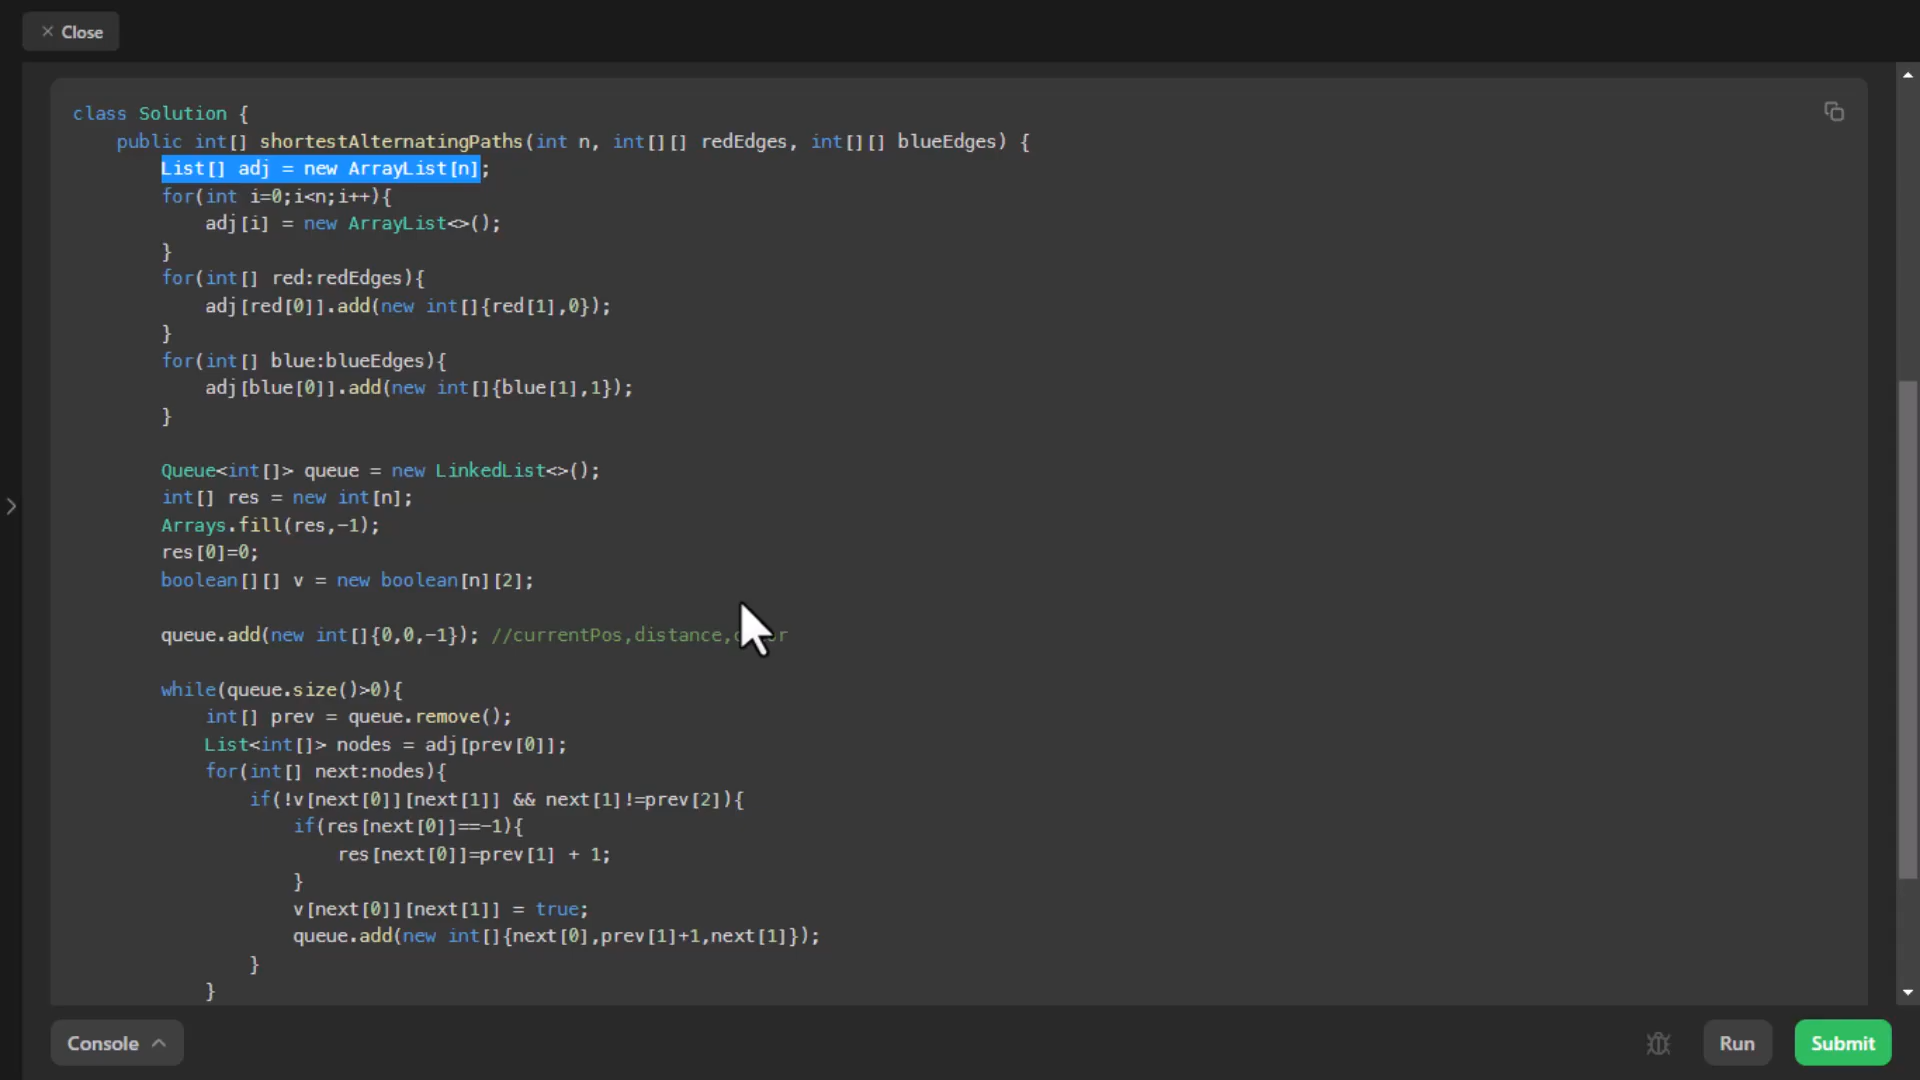 Close
class Solution {
public int[] shortestAlternatingPaths(int n, int[][] redEdges, int[][] blueEdges) {
List[] adj = new ArrayList[n];
for(int i=0;i<n;i++){
adj[i] = new ArrayList<>();
}
for(int[] red:redEdges){
adj[red[0]].add(new int[]{red[1],0});
}
for(int[] blue:blueEdges){
adj[blue[0]].add(new int[]{blue[1],1});
}
Queue<int[]> queue = new LinkedList<>();
int[] res = new int[n];
Arrays.fill(res,-1);
res[0]=0;
boolean[][] v = new boolean[n][2];
queue.add(new int[]{0,0,-1}); //currentPos,distance,
while(queue.size()>0){
int[] prev = queue.remove();
List<int[]> nodes = adj[prev[0]];
for(int[] next:nodes){
if(!v[next[0]][next[1]] && next[1]!=prev[2]){
if(res[next[0]]==-1){
res[next[0]]=prev[1] + 1;
}
v[next[0]][next[1]] = true;
queue.add(new int[]{next[0],prev[1]+1,next[1]});
}
}
Console
Run
Submit